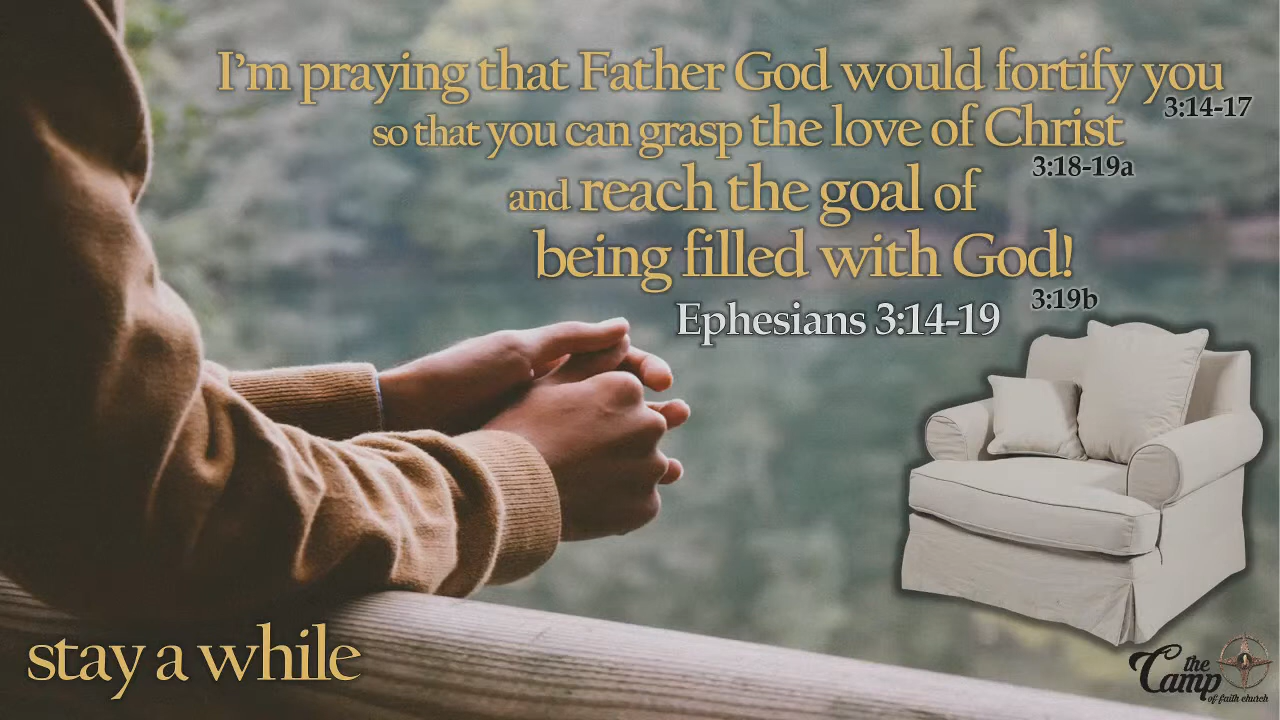 I'm praying that Father God would fortify you
3:14-17
so that you can grasp the love of Christ
3:18-19a
and reach the goal of
being filled with God!
3:19b
Ephesians 3:14-19
stay a while
the
Camp
of faith church